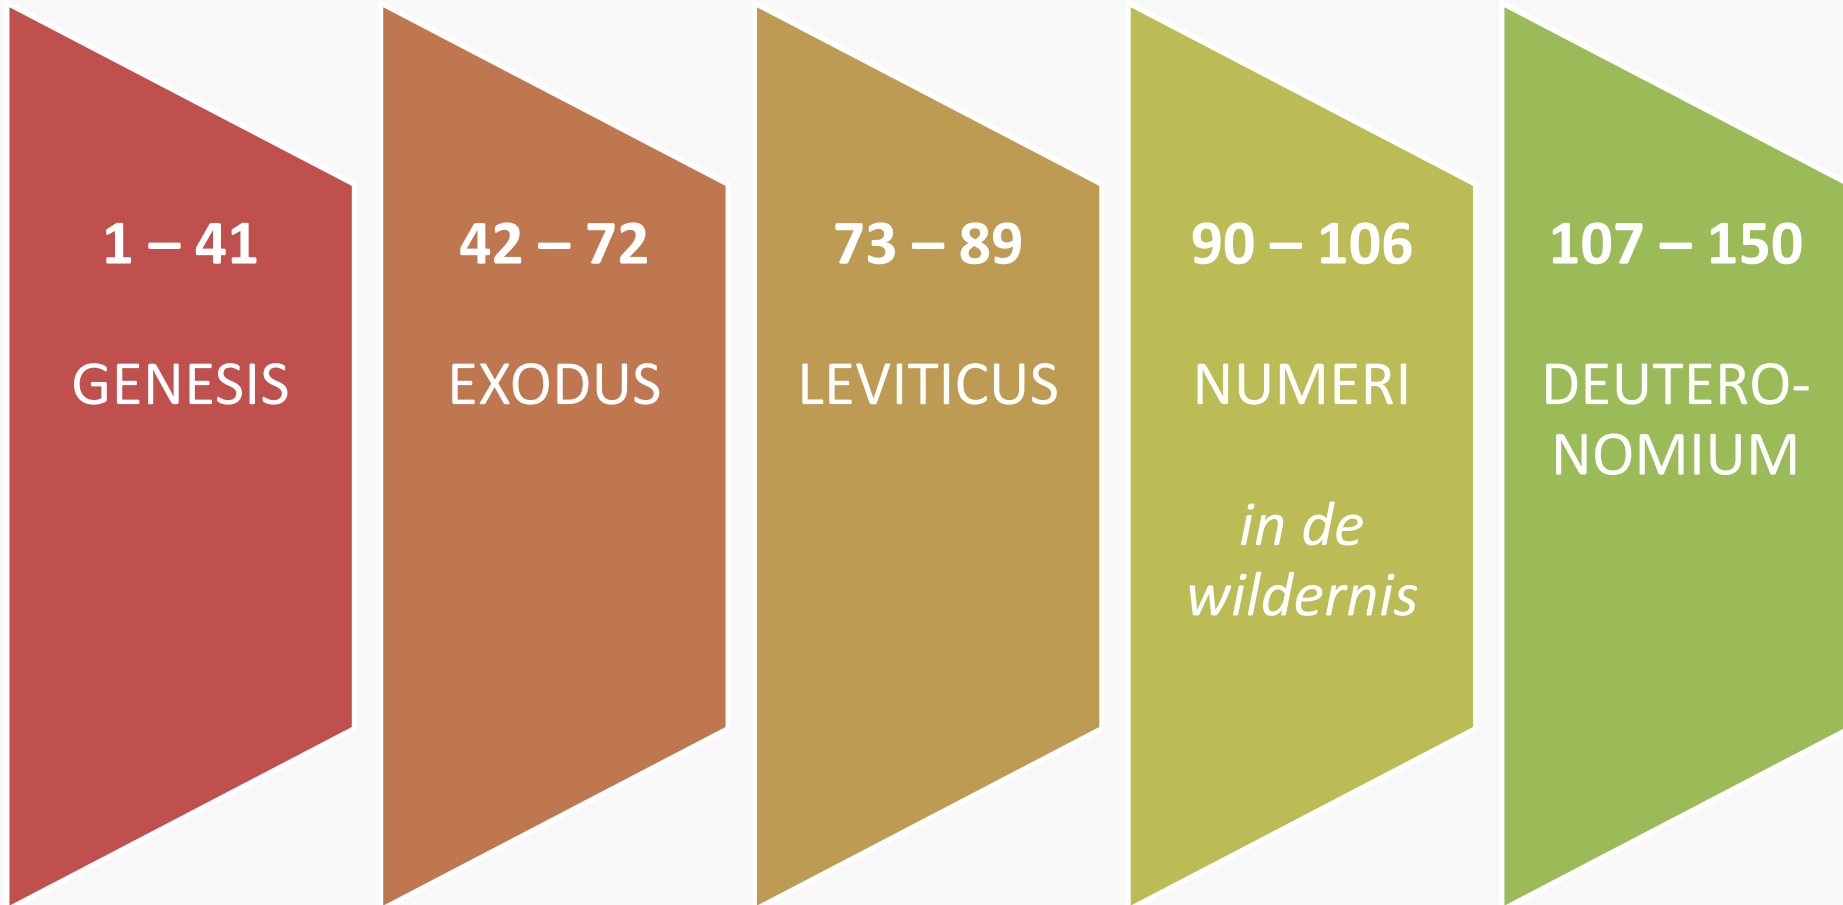 1 – 41
GENESIS
42 – 72
EXODUS
73 – 89
LEVITICUS
90 – 106
NUMERI
in de
wildernis
107 – 150
DEUTERO-
NOMIUM